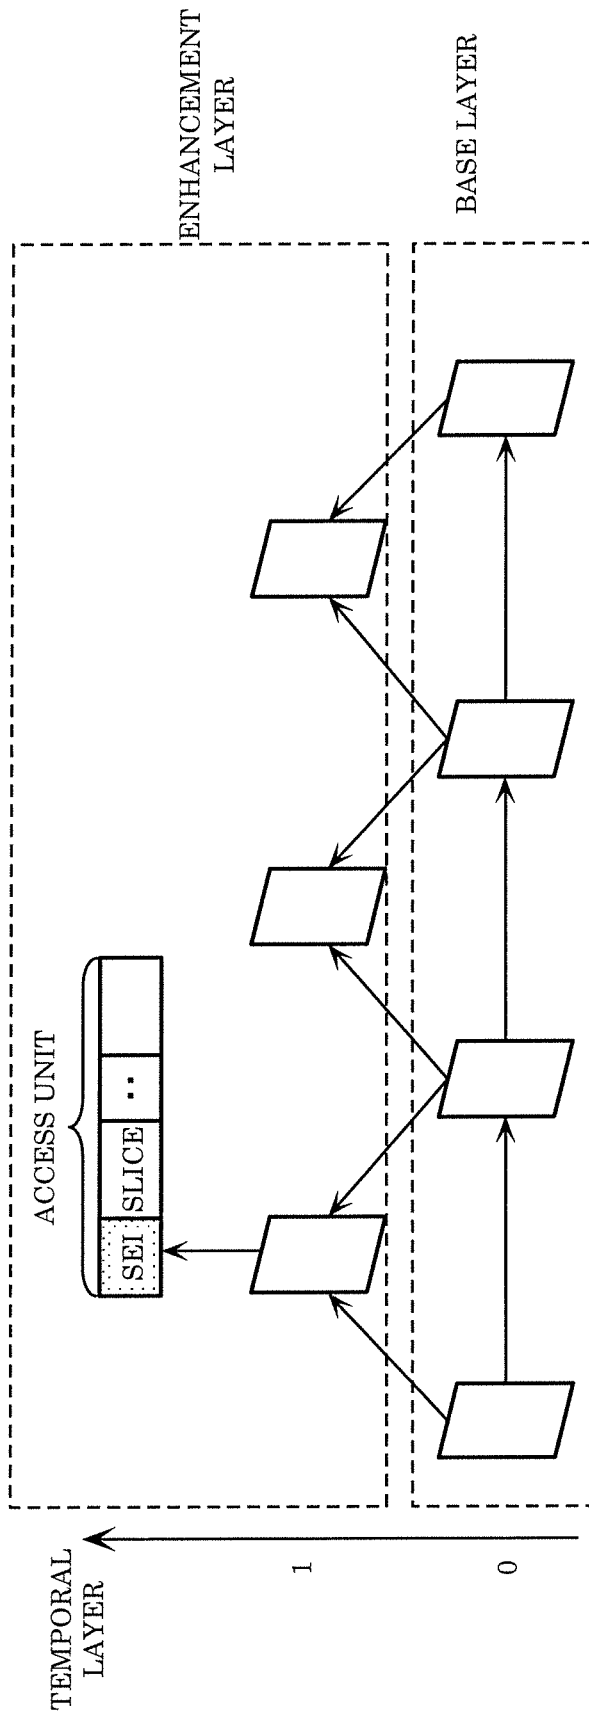 TEMPORAL
LAYER
1
0
ACCESS UNIT
SEI
SLICE
..
ENHANCEMENT
LAYER
BASE LAYER